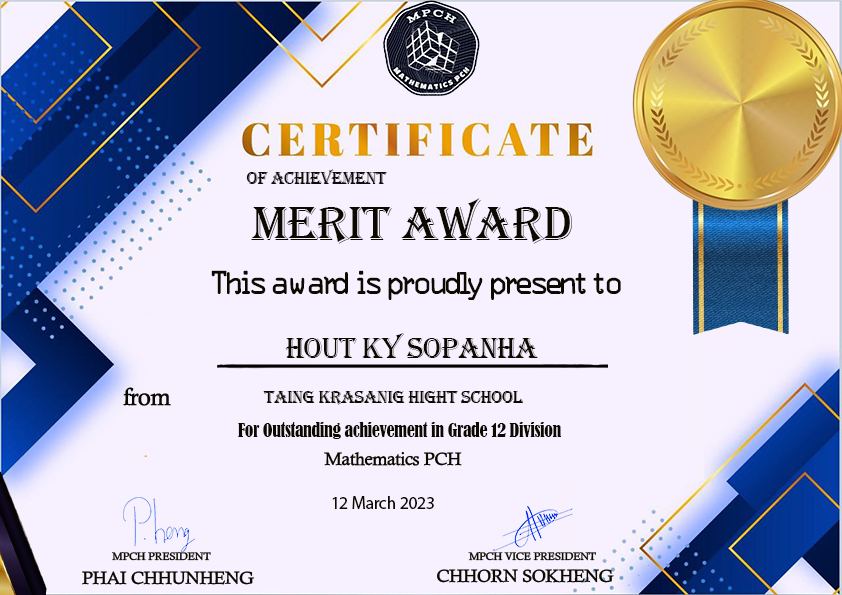 MPCH
MATHEMATICS PCH
CERTIFICATE
OF ACHIEVEMENT
MERIT AWARD
This award is proudly present to
HOUT KY SOPANHA
from
TAING KRASANIG HIGHT SCHOOL
For Outstanding achievement in Grade 12 Division
Mathematics PCH
12 March 2023
P.heng
MPCH PRESIDENT
PHAI CHHUNHENG
MPCH VICE PRESIDENT
CHHORN SOKHENG